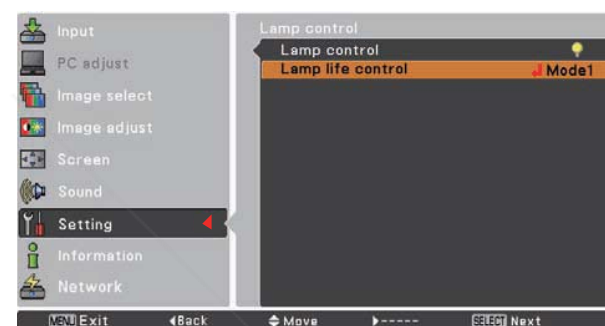 Input
PC adjust
Image select
Image adjust
Screen
Sound
Setting
Information
Network
Lamp control
Lamp control
Lamp life control Mode1
MENU Exit ◀Back Move ▶----- SELECT Next